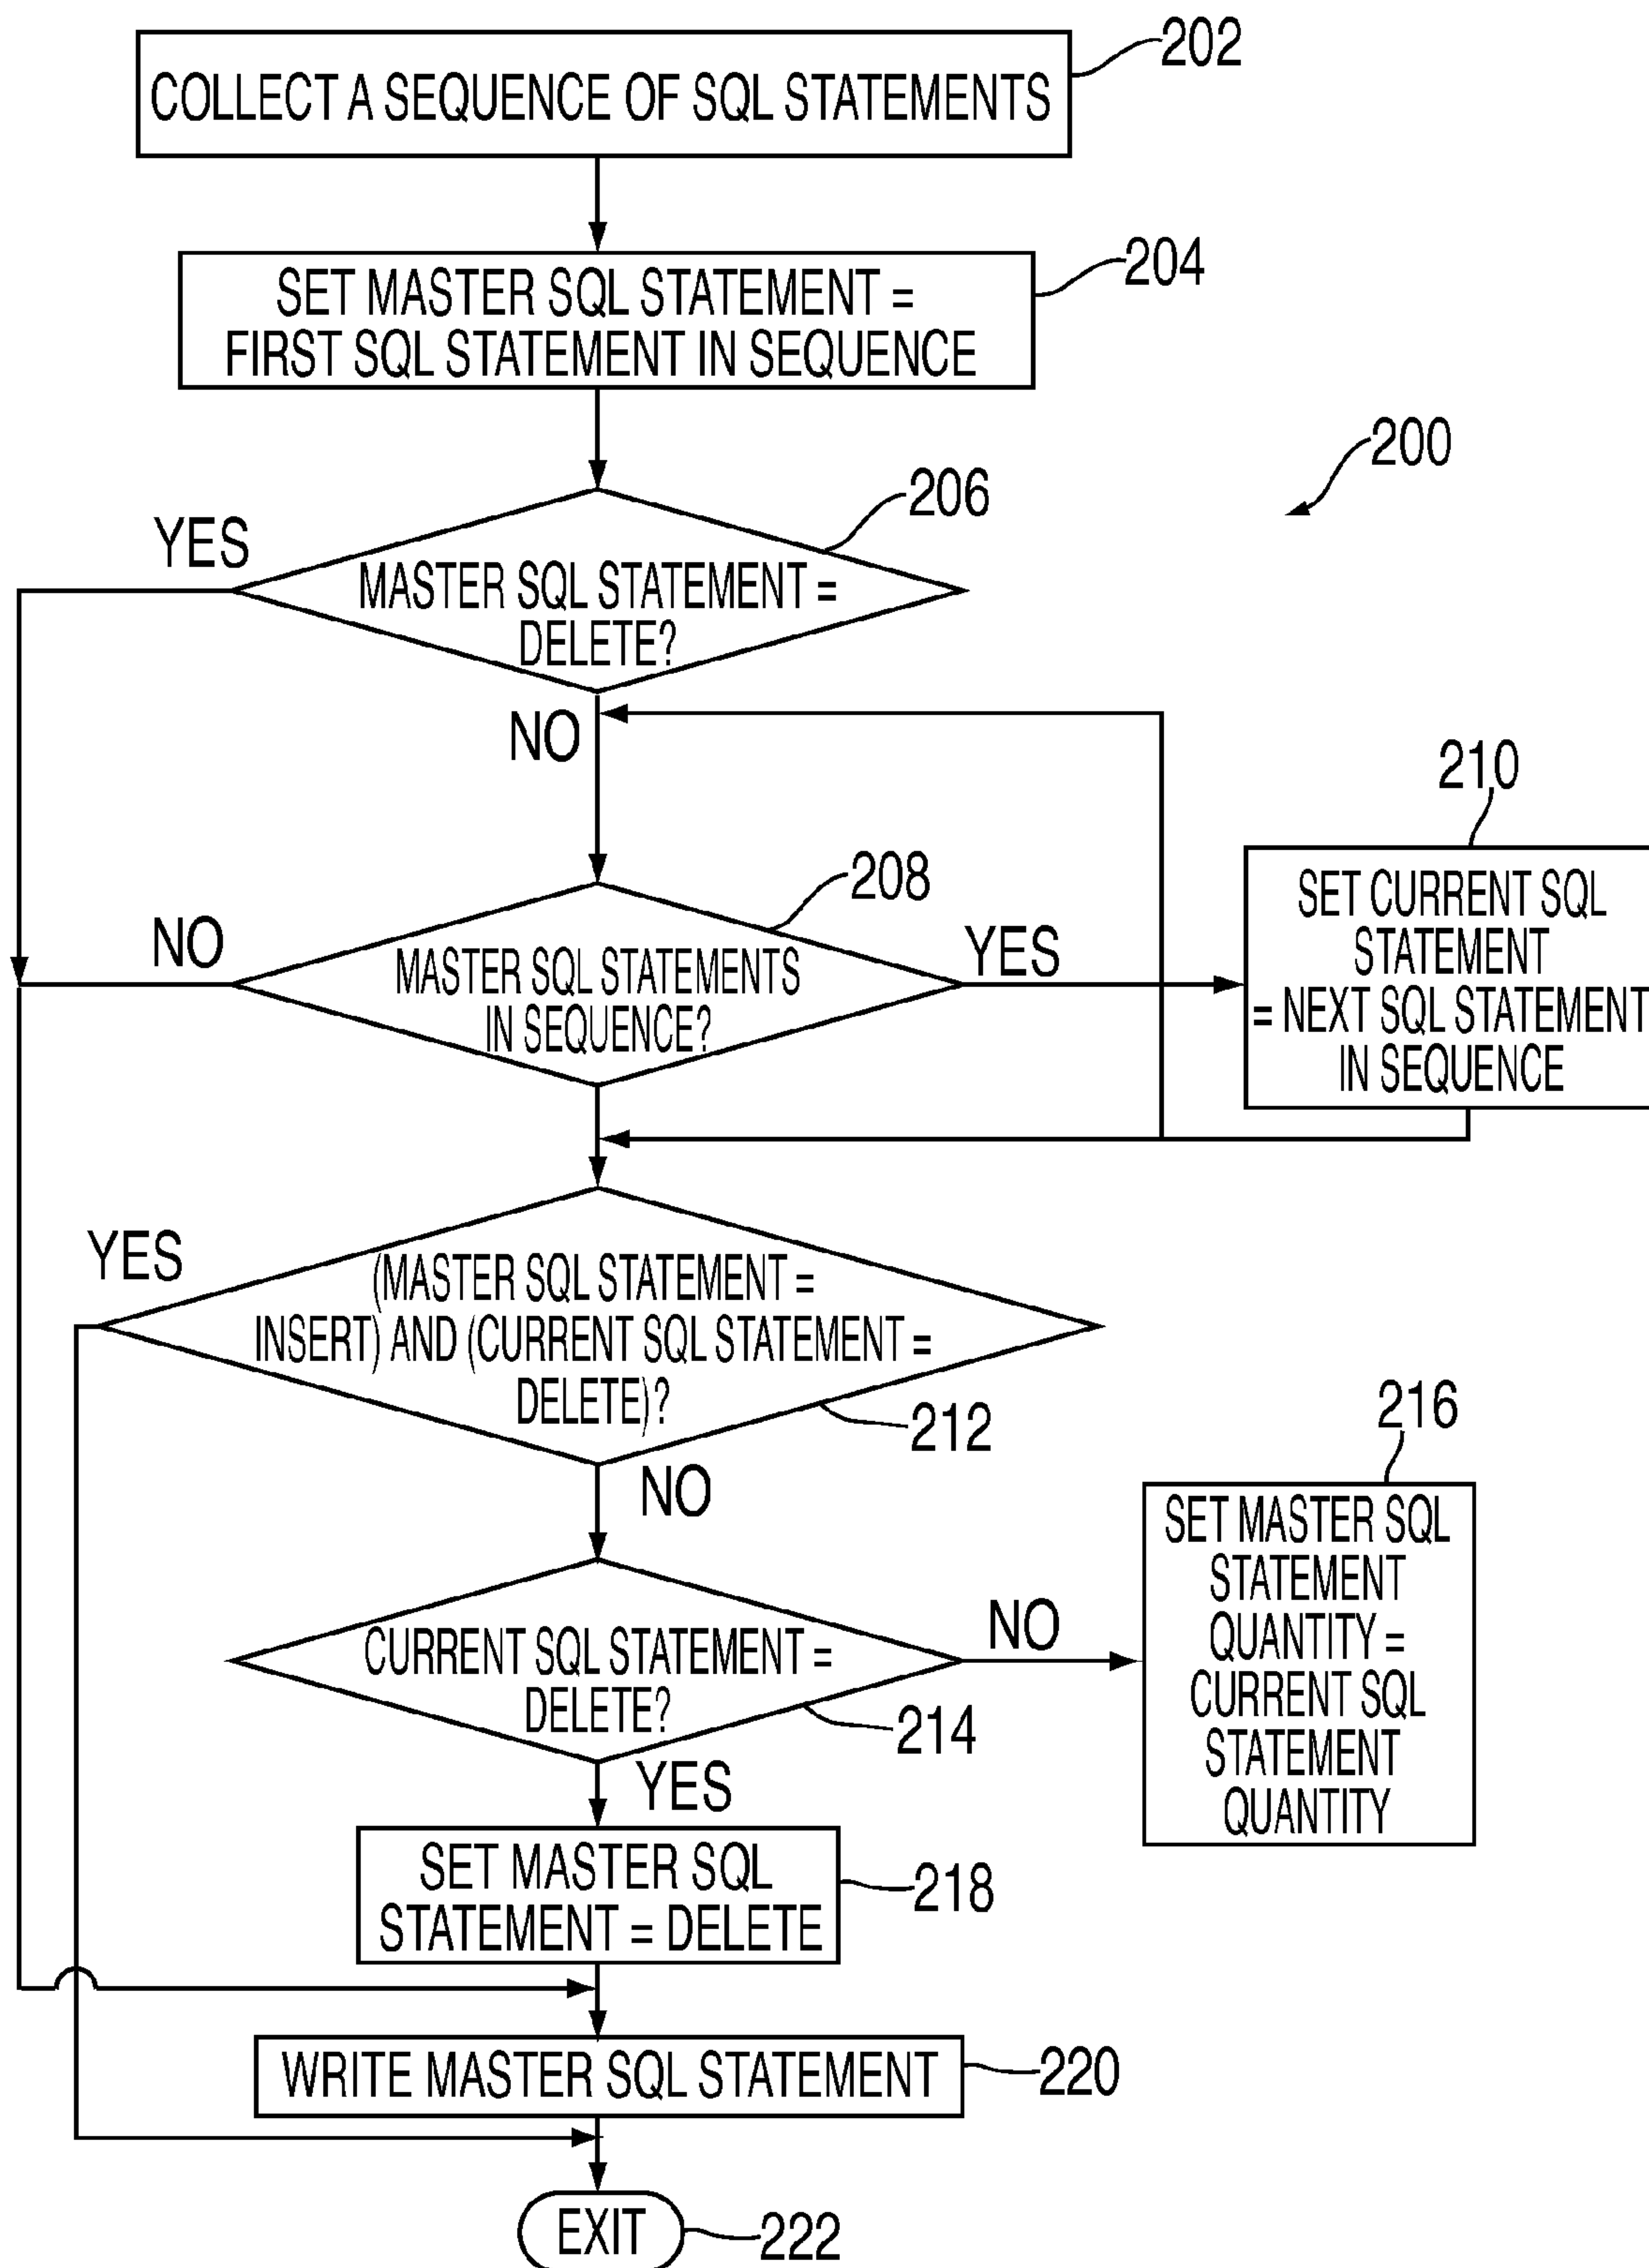 202
COLLECT A SEQUENCE OF SQL STATEMENTS
204
SET MASTER SQL STATEMENT =
FIRST SQL STATEMENT IN SEQUENCE
200
206
YES
MASTER SQL STATEMENT =
DELETE?
NO
210
208
NO
YES
MASTER SQL STATEMENTS
IN SEQUENCE?
SET CURRENT SQL
STATEMENT
= NEXT SQL STATEMENT
IN SEQUENCE
YES
(MASTER SQL STATEMENT =
INSERT) AND (CURRENT SQL STATEMENT =
DELETE)?
212
NO
216
SET MASTER SQL
STATEMENT
QUANTITY =
CURRENT SQL
STATEMENT
QUANTITY
NO
CURRENT SQL STATEMENT =
DELETE?
214
YES
SET MASTER SQL
STATEMENT = DELETE
218
WRITE MASTER SQL STATEMENT
220
EXIT
222